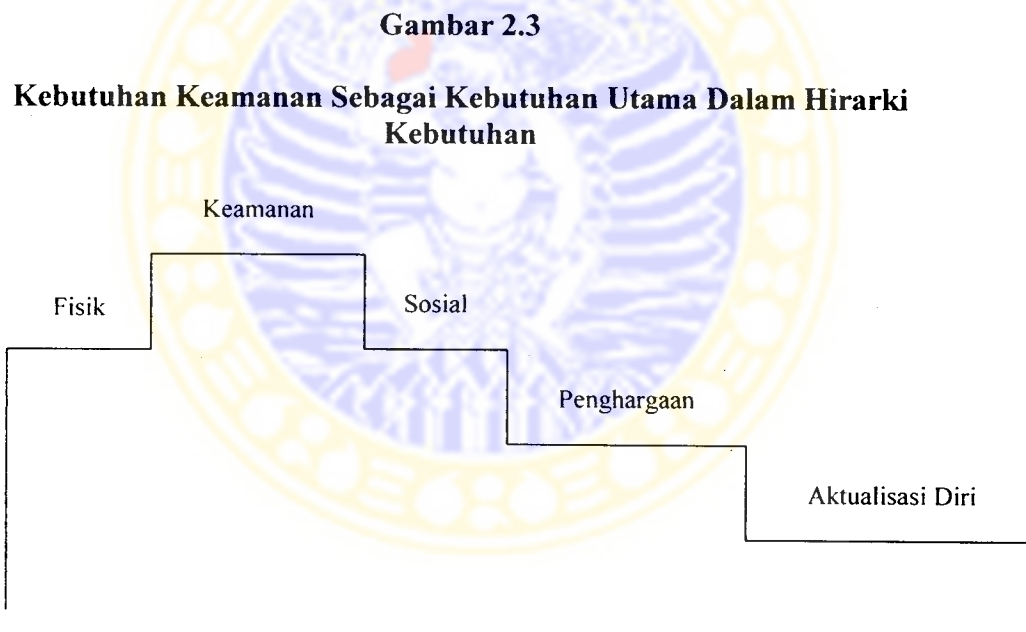 Gambar 2.3
Kebutuhan Keamanan Sebagai Kebutuhan Utama Dalam Hirarki
Kebutuhan
Keamanan
Fisik
Sosial
Penghargaan
Aktualisasi Diri